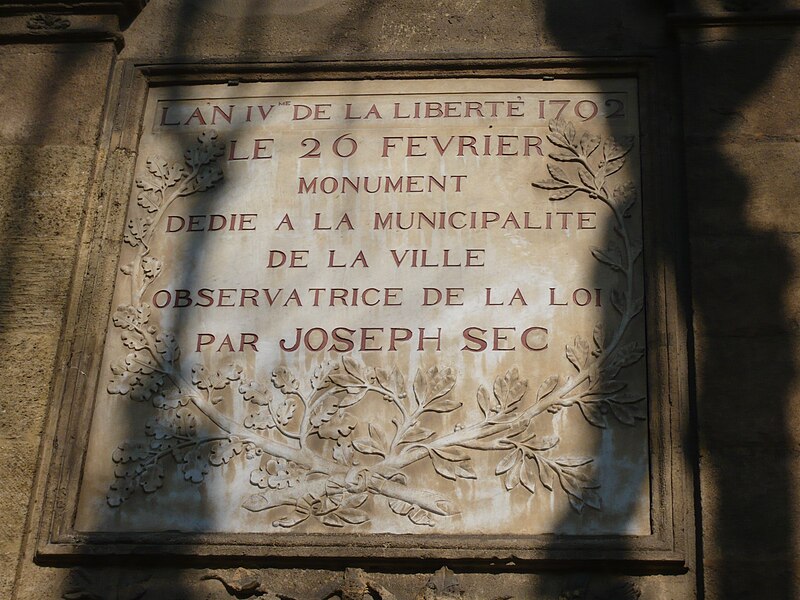 L'AN IVME DE LA LIBERTÉ 1792
LE 26 FEVRIER
MONUMENT
DEDIE A LA MUNICIPALITE
DE LA VILLE
OBSERVATRICE DE LA LOI
PAR JOSEPH SEC